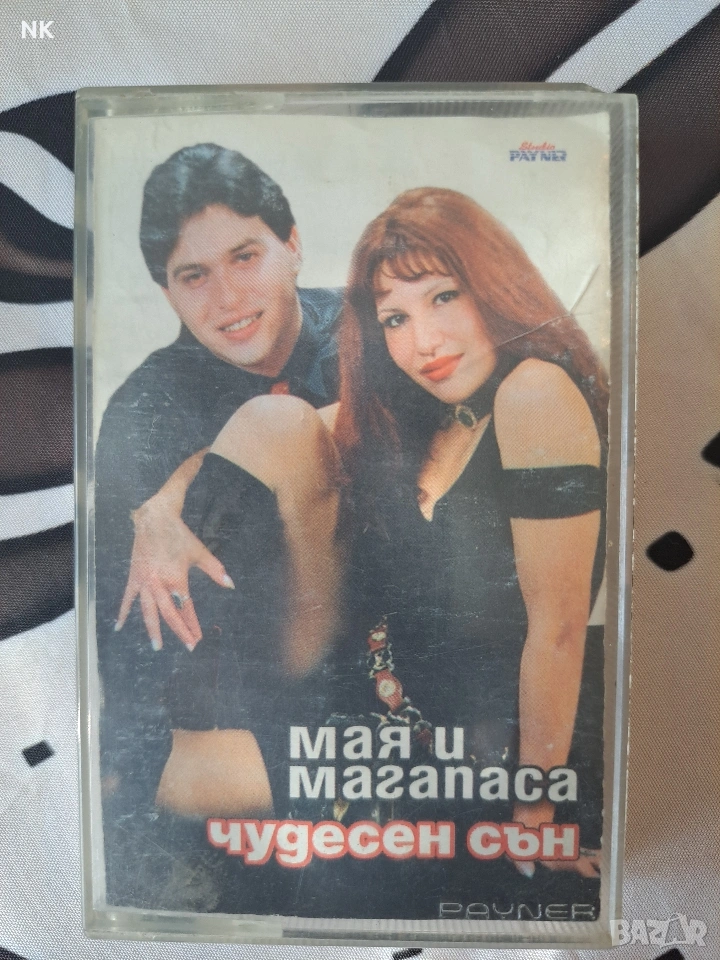 NK
Studio
PAYNER
мая и
магапаса
чудесен сън
PAYNER
BAZAR